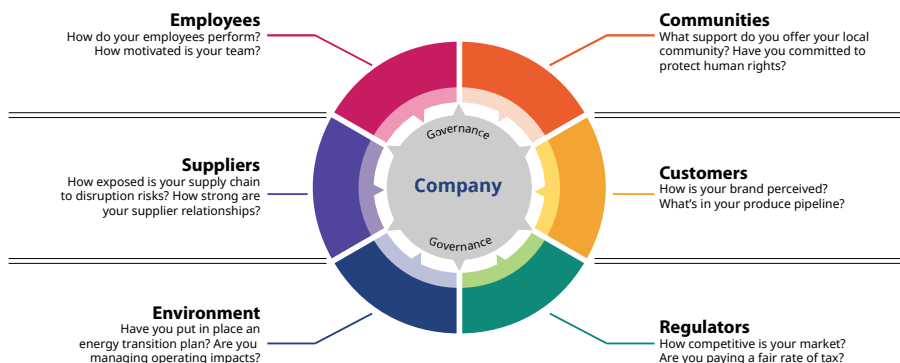 Employees
How do your employees perform?
How motivated is your team?
Communities
What support do you offer your local
community? Have you committed to
protect human rights?
Governance
Suppliers
How exposed is your supply chain
to disruption risks? How strong are
your supplier relationships?
Company
Customers
How is your brand perceived?
What's in your produce pipeline?
Governance
Environment
Have you put in place an
energy transition plan? Are you
managing operating impacts?
Regulators
How competitive is your market?
Are you paying a fair rate of tax?